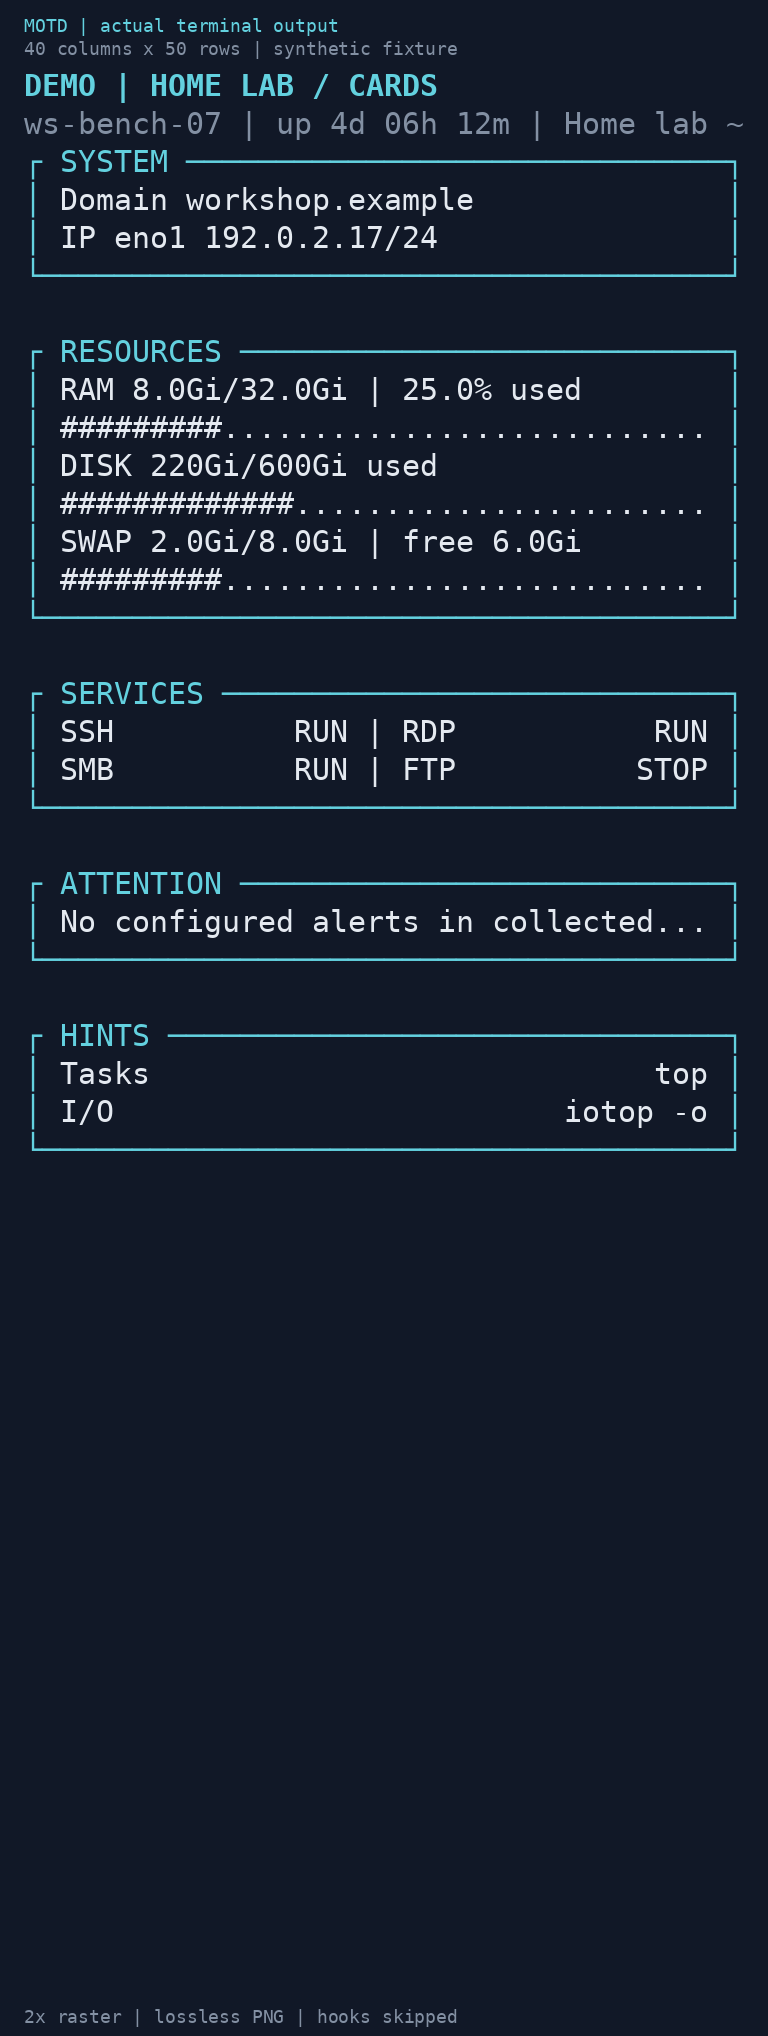 MOTD | actual terminal output
40 columns x 50 rows | synthetic fixture
DEMO | HOME LAB / CARDS
ws-bench-07 | up 4d 06h 12m | Home lab ~
SYSTEM
Domain workshop.example
IP eno1 192.0.2.17/24
RESOURCES
RAM 8.0Gi/32.0Gi | 25.0% used
#########...........................
DISK 220Gi/600Gi used
#############.......................
SWAP 2.0Gi/8.0Gi | free 6.0Gi
#########...........................
SERVICES
SSH          RUN | RDP           RUN
SMB          RUN | FTP          STOP
ATTENTION
No configured alerts in collected...
HINTS
Tasks                            top
I/O                         iotop -o
2x raster | lossless PNG | hooks skipped